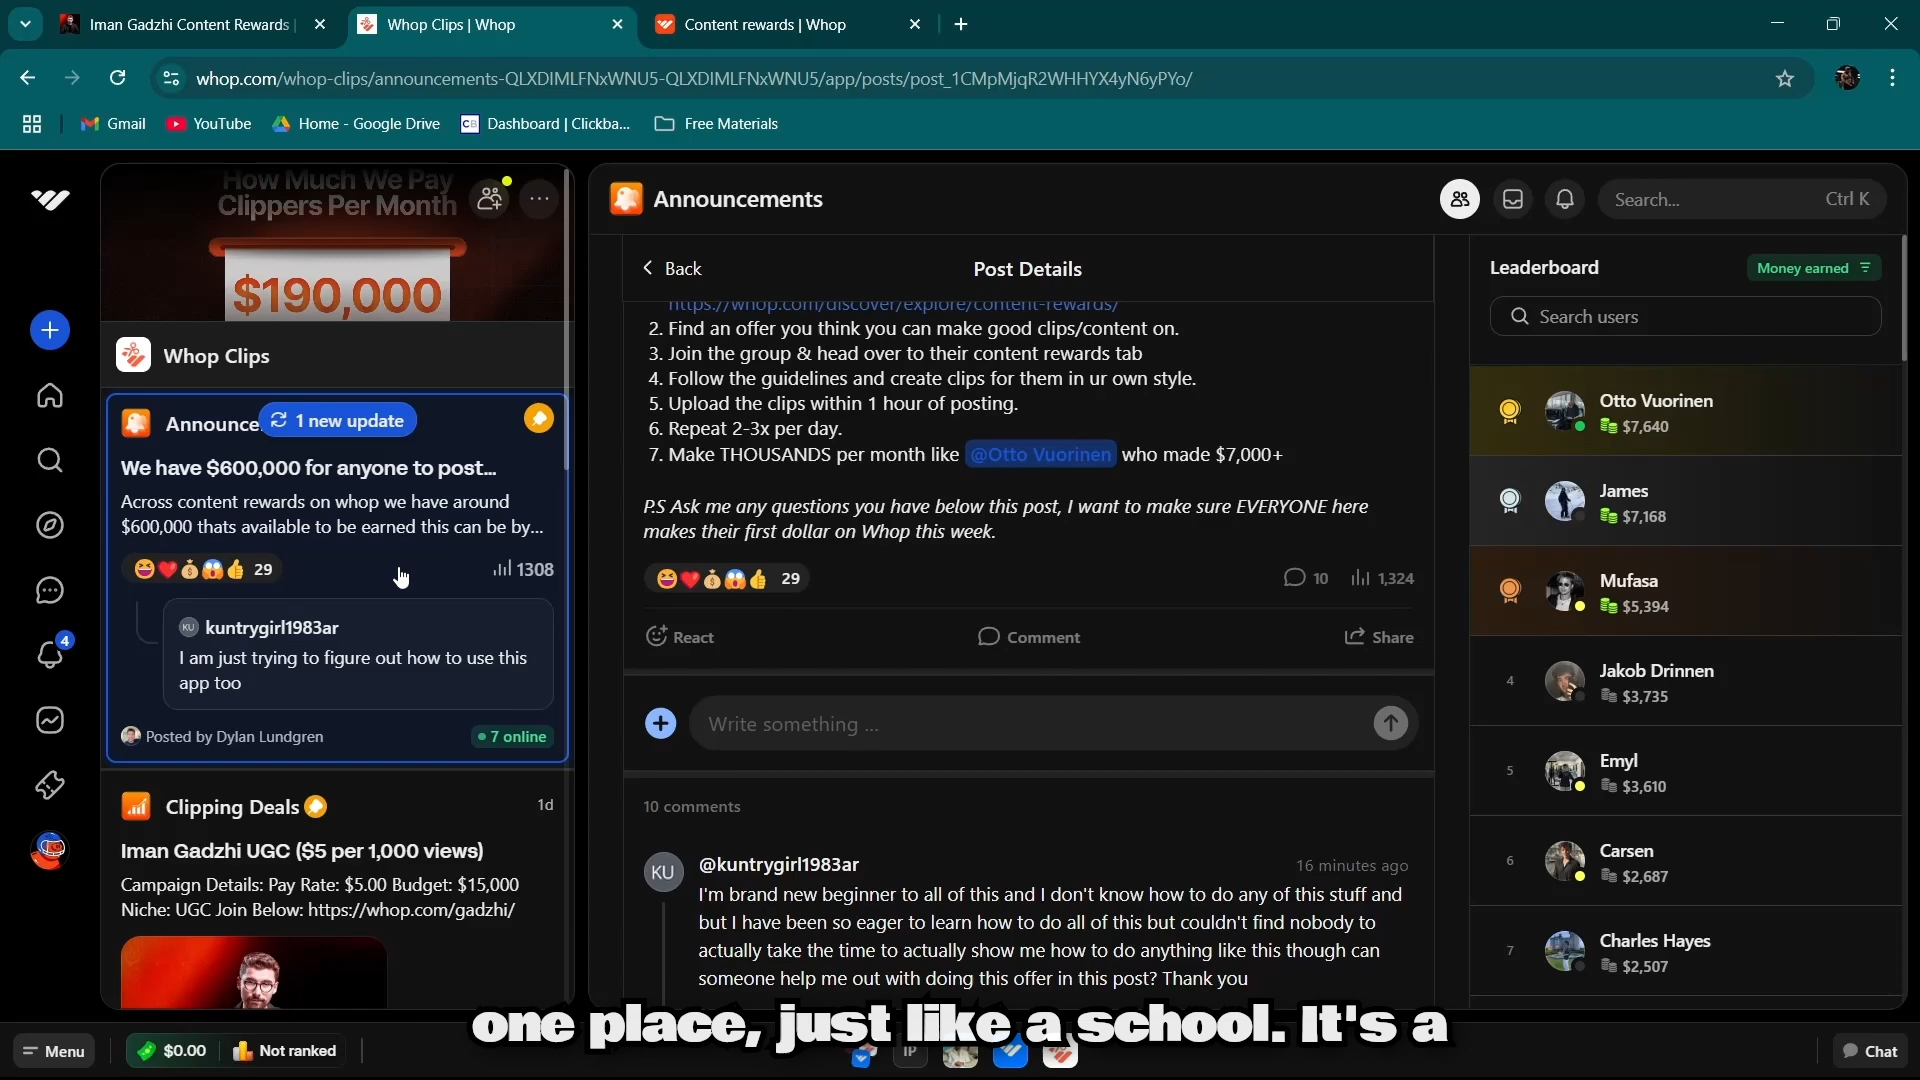 Iman Gadzhi Content Rewards
Whop Clips | Whop
Content rewards | Whop
whop.com/whop-clips/announcements-QLXDIMLFNxWNU5-QLXDIMLFNxWNU5/app/posts/post_1CMpMjqR2WHHYX4yN6yPYo/
Gmail
YouTube
Home - Google Drive
CB
Dashboard | Clickba...
Free Materials
How Much We Pay
Clippers Per Month
$190,000
Whop Clips
Announce
1 new update
We have $600,000 for anyone to post...
Across content rewards on whop we have around
$600,000 thats available to be earned this can be by...
29
1308
KU
kuntrygirl1983ar
I am just trying to figure out how to use this
app too
Posted by Dylan Lundgren
7 online
4
Clipping Deals
1d
Iman Gadzhi UGC ($5 per 1,000 views)
Campaign Details: Pay Rate: $5.00 Budget: $15,000
Niche: UGC Join Below: https://whop.com/gadzhi/
Announcements
Search...
Ctrl K
Back
Post Details
https://whop.com/discover/explore/content-rewards/
2. Find an offer you think you can make good clips/content on.
3. Join the group & head over to their content rewards tab
4. Follow the guidelines and create clips for them in ur own style.
5. Upload the clips within 1 hour of posting.
6. Repeat 2-3x per day.
7. Make THOUSANDS per month like @Otto Vuorinen who made $7,000+
P.S Ask me any questions you have below this post, I want to make sure EVERYONE here
makes their first dollar on Whop this week.
29
10
1,324
React
Comment
Share
Write something ...
10 comments
KU
@kuntrygirl1983ar
16 minutes ago
I'm brand new beginner to all of this and I don't know how to do any of this stuff and
but I have been so eager to learn how to do all of this but couldn't find nobody to
actually take the time to actually show me how to do anything like this though can
someone help me out with doing this offer in this post? Thank you
Leaderboard
Money earned
Search users
Otto Vuorinen
$7,640
James
$7,168
Mufasa
$5,394
4
Jakob Drinnen
$3,735
5
Emyl
$3,610
6
Carsen
$2,687
7
Charles Hayes
$2,507
one place, just like a school. It's a
Menu
$0.00
Not ranked
IP
Chat